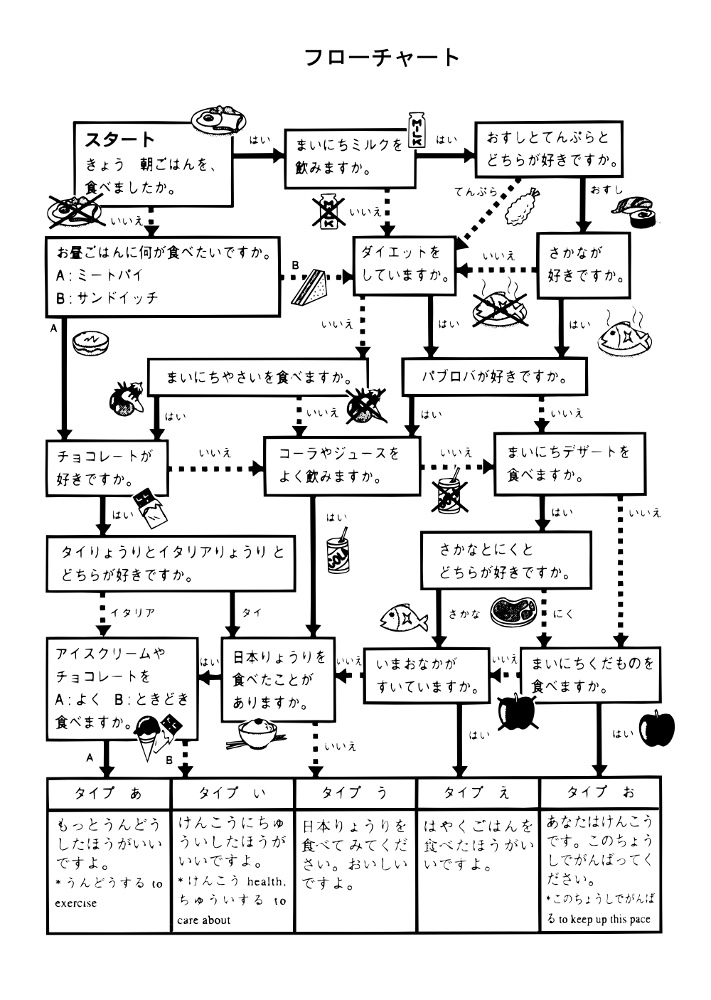 フローチャート
スタート
きょう　朝ごはんを、
食べましたか。
はい
いいえ
まいにちミルクを
飲みますか。
MILK
はい
MILK
いいえ
おすしとてんぷらと
どちらが好きですか。
てんぷら
おすし
お昼ごはんに何が食べたいですか。
A:ミートパイ
B:サンドイッチ
B
A
ダイエットを
していますか。
いいえ
はい
さかなが
好きですか。
いいえ
はい
まいにちやさいを食べますか。
はい
いいえ
パブロバが好きですか。
はい
いいえ
チョコレートが
好きですか。
いいえ
はい
コーラやジュースを
よく飲みますか。
いいえ
はい
まいにちデザートを
食べますか。
はい
いいえ
タイりょうりとイタリアりょうり と
どちらが好きですか。
イタリア
タイ
さかなとにくと
どちらが好きですか。
さかな
にく
アイスクリームや
チョコレートを
A:よく　B:ときどき
食べますか。
A
B
はい
日本りょうりを
食べたことが
ありますか。
いいえ
いいえ
いまおなかが
すいていますか。
はい
いいえ
まいにちくだものを
食べますか。
はい
タイプ　あ
もっとうんどう
したほうがいい
ですよ。
*うんどうする to
exercise
タイプ　い
けんこうにちゅ
ういしたほうが
いいですよ。
*けんこう health,
ちゅういする to
care about
タイプ　う
日本りょうりを
食べて みてくだ
さい。おいしい
ですよ。
タイプ　え
はやくごはんを
食べたほうがい
いですよ。
タイプ　お
あなたはけんこう
です。このちょう
しでがんばってく
ださい。
*このちょうしでがんば
る to keep up this pace